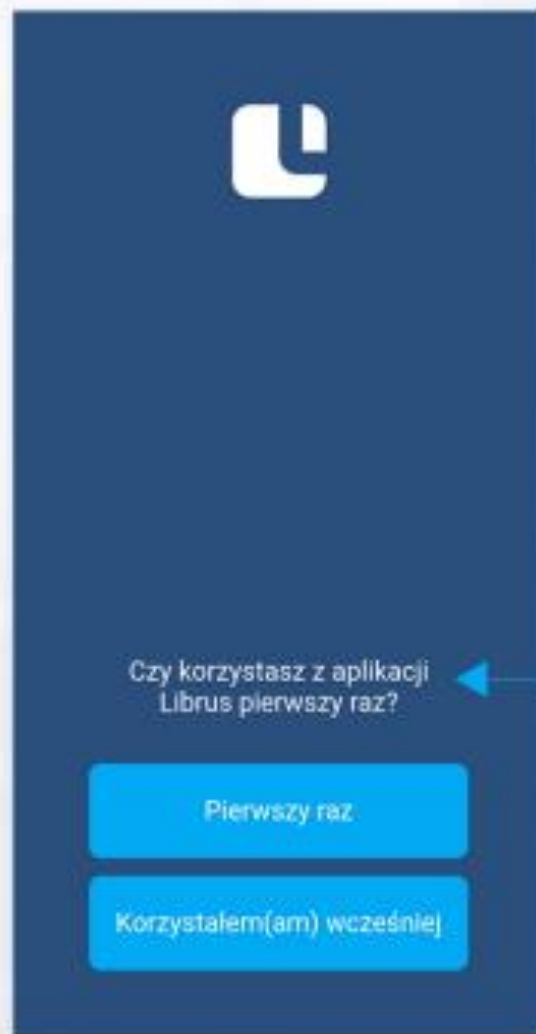 Czy korzystasz z aplikacji
Librus pierwszy raz?
Pierwszy raz
Korzystałem(am) wcześniej